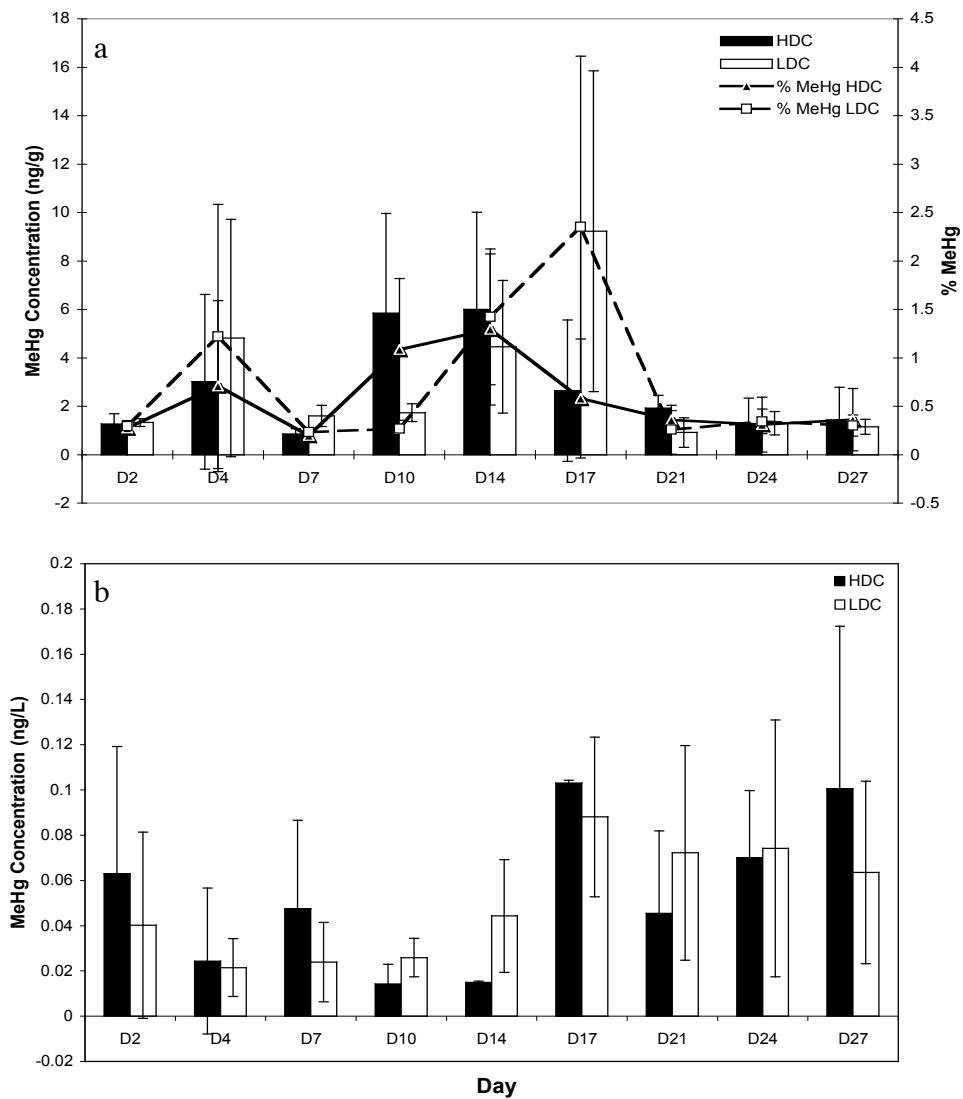 a
HDC
LDC
% MeHg HDC
% MeHg LDC
MeHg Concentration (ng/g)
18
16
14
12
10
8
6
4
2
0
-2
% MeHg
4.5
4
3.5
3
2.5
2
1.5
1
0.5
0
-0.5
D2 D4 D7 D10 D14 D17 D21 D24 D27
b
HDC
LDC
MeHg Concentration (ng/L)
0.2
0.18
0.16
0.14
0.12
0.1
0.08
0.06
0.04
0.02
0
-0.02
D2 D4 D7 D10 D14 D17 D21 D24 D27
Day